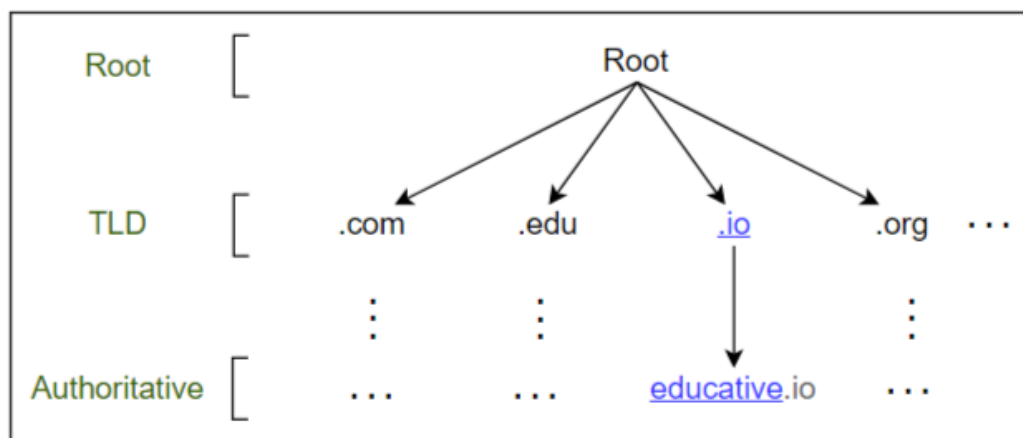 Root Root
TLD .com .edu .io .org ...
⋮ ⋮ ⋮
Authoritative ... ... educative.io ...